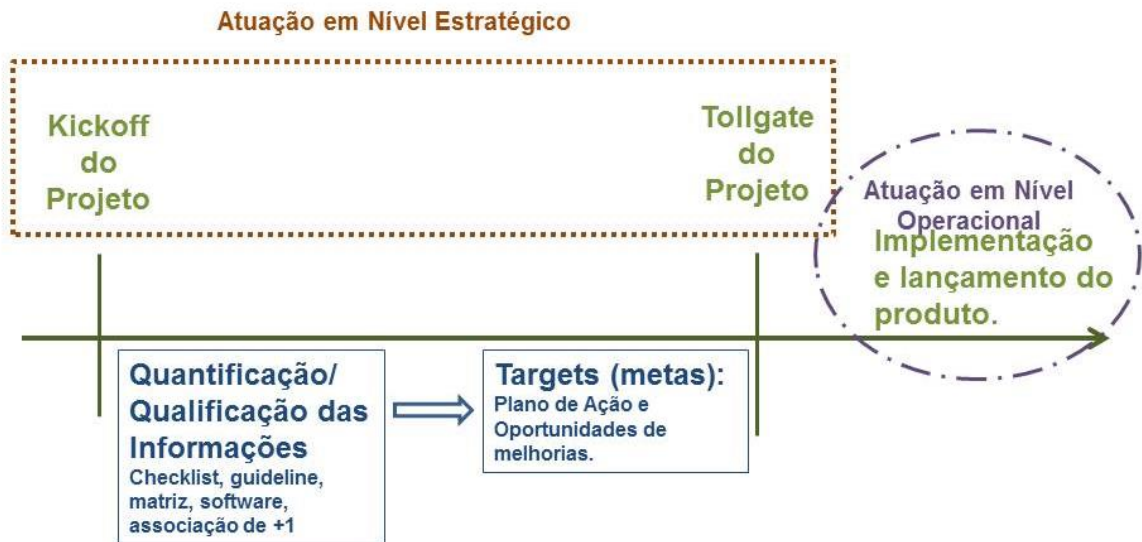 Atuação em Nível Estratégico
Kickoff
do
Projeto
Tollgate
do
Projeto
Atuação em Nível
Operacional
Implementação
e lançamento do
produto.
Quantificação/
Qualificação das
Informações
Checklist, guideline,
matriz, software,
associação de +1
Targets (metas):
Plano de Ação e
Oportunidades de
melhorias.